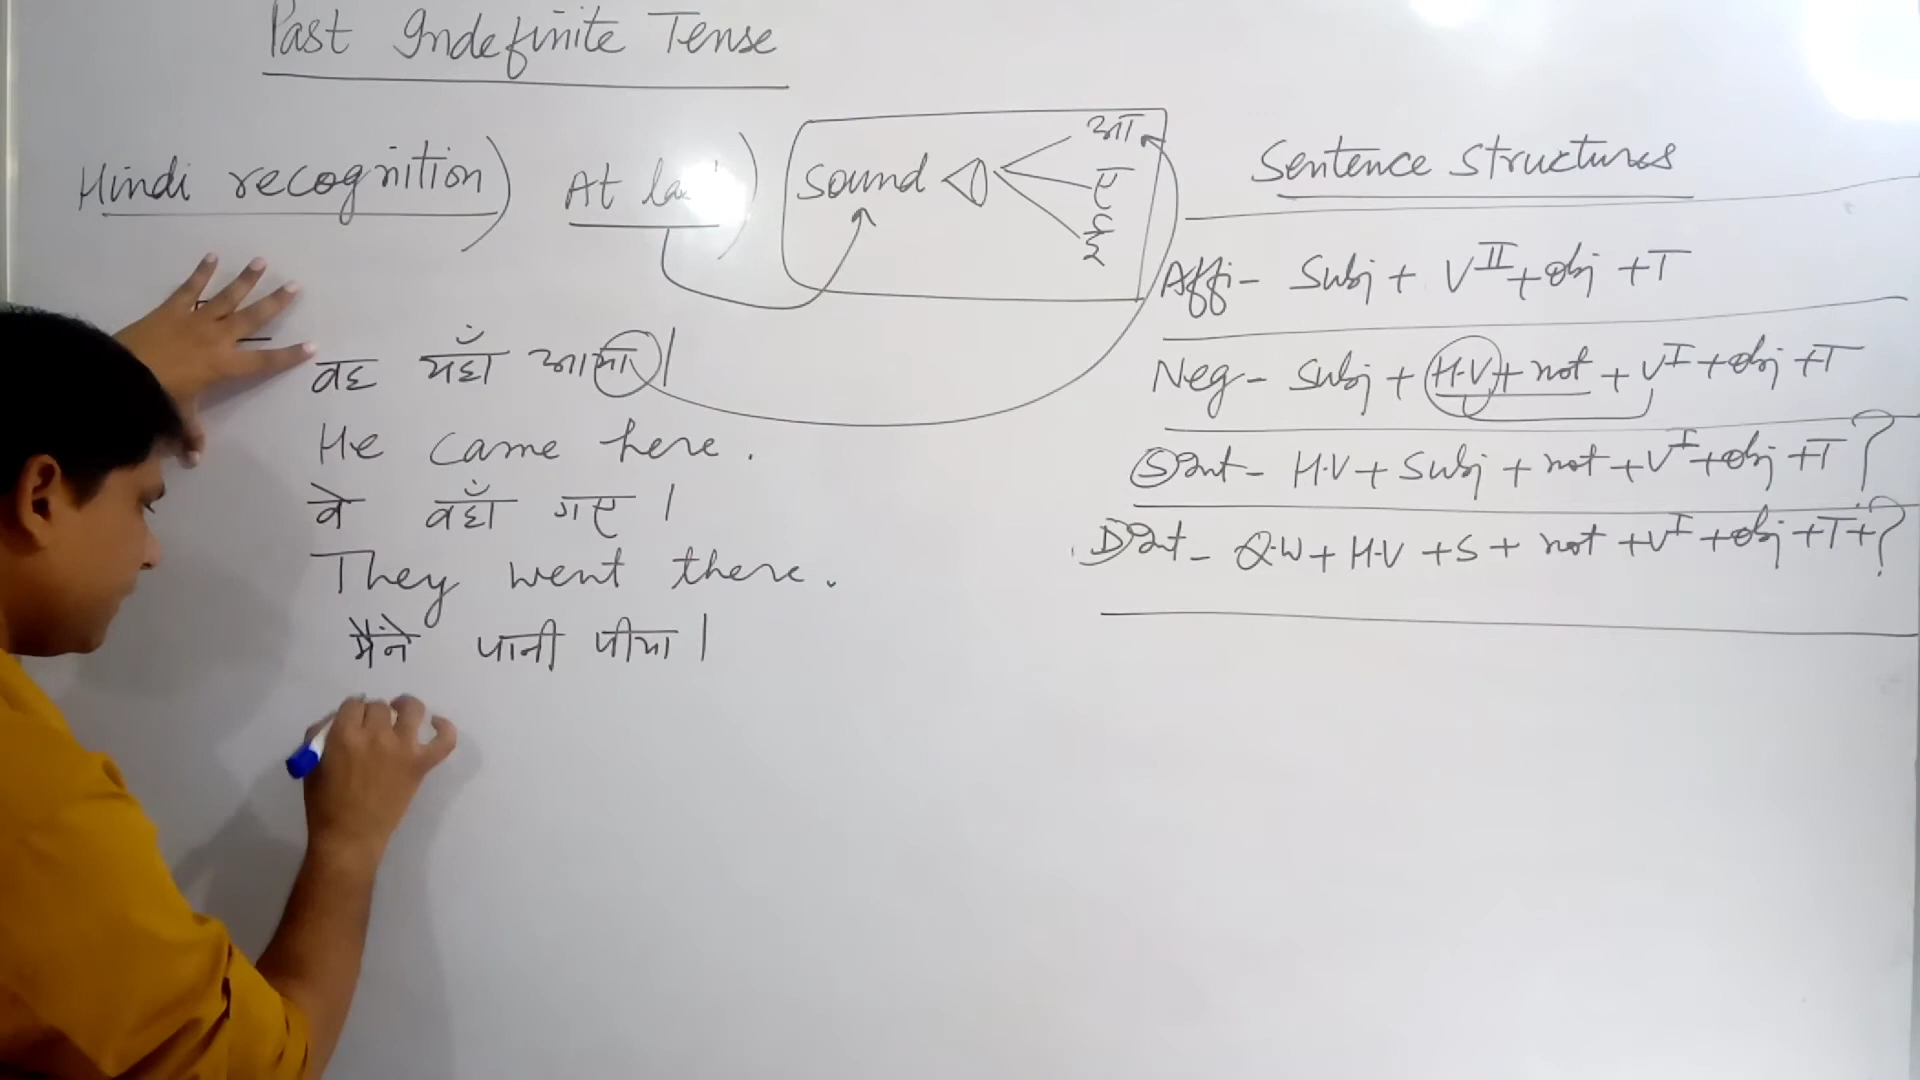 Past Indefinite Tense
Hindi recognition) At) sound आ ए ई
वह यहाँ आया।
He came here.
वे वहाँ गए।
They went there.
मैंने पानी पीया।
Sentence Structures
Affi- Subj + V II + obj + T
Neg- Subj + H.V + not + V I + obj + T
S Int- H.V + Subj + not + V I + obj + T ?
D Int- Q.W + H.V + S + not + V I + obj + T + ?